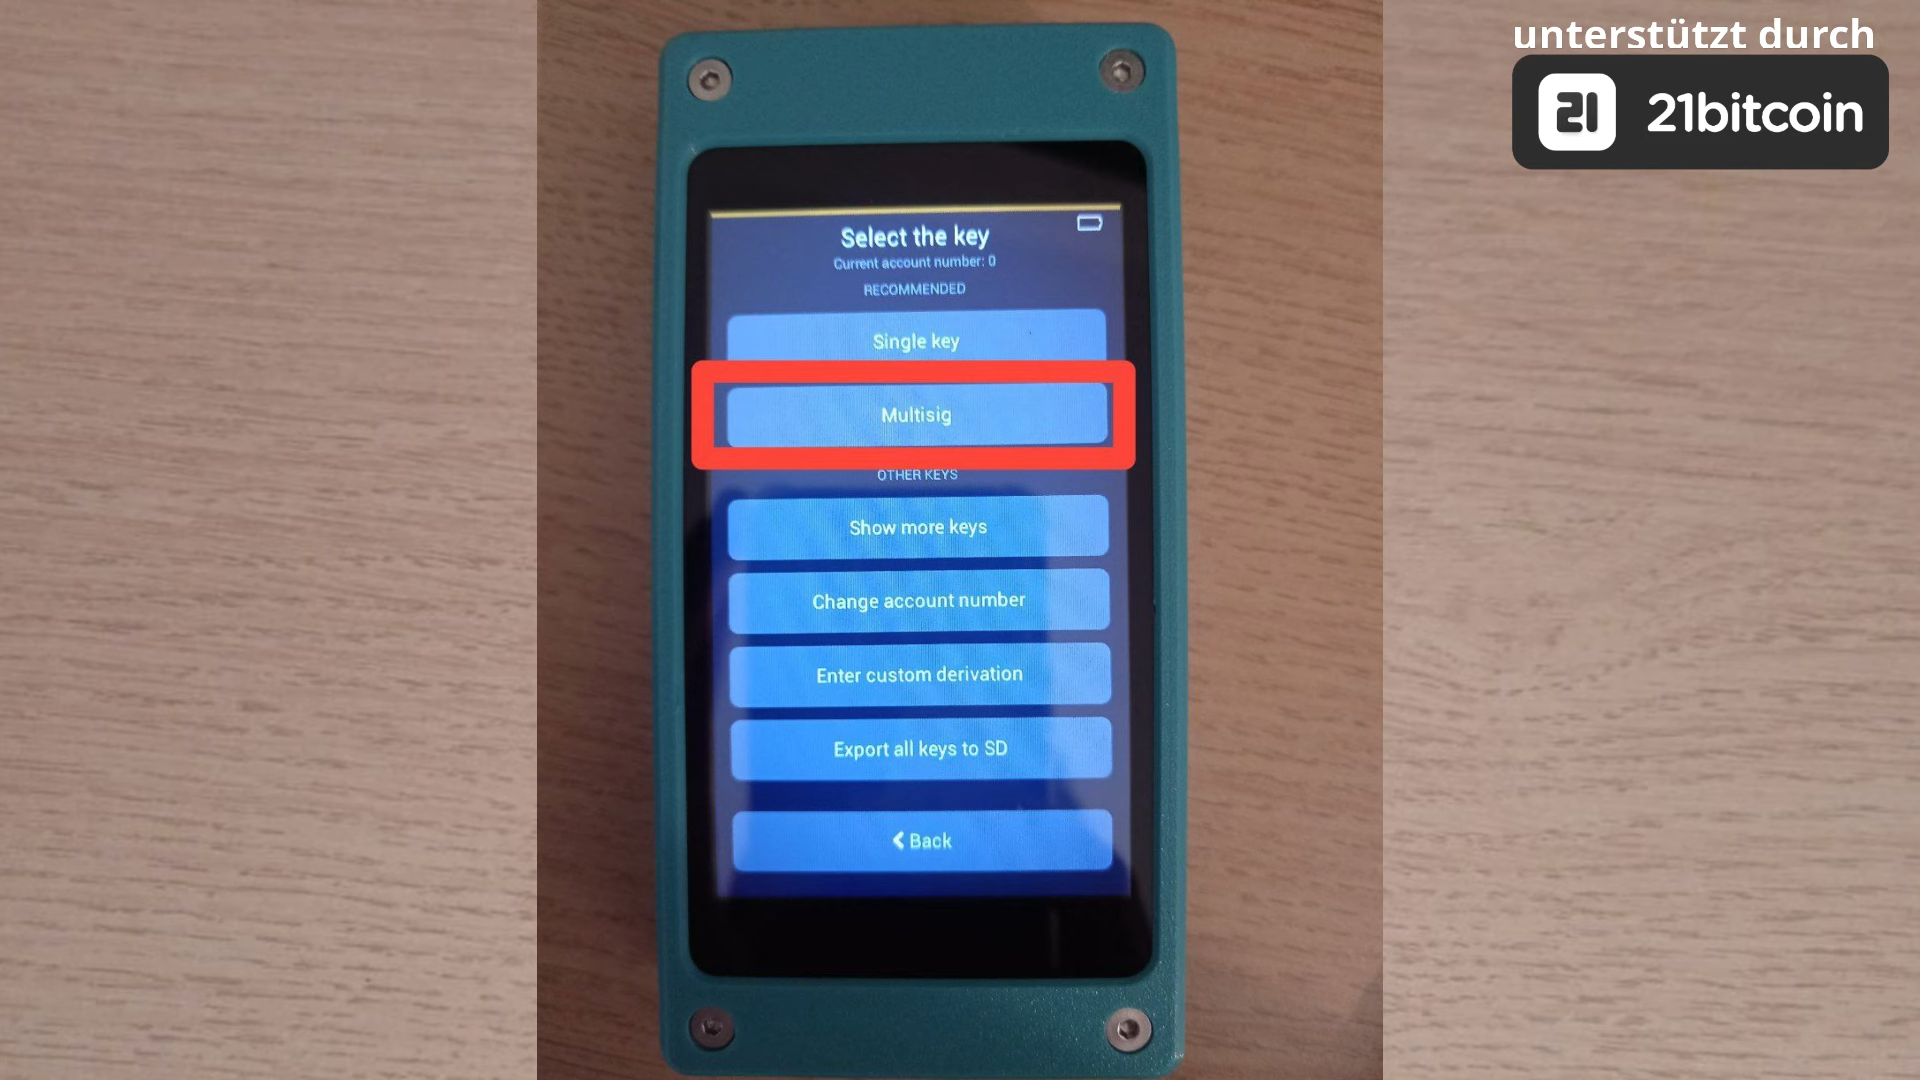 unterstützt durch
21 21bitcoin
Select the key
Current account number: 0
RECOMMENDED
Single key
Multisig
OTHER KEYS
Show more keys
Change account number
Enter custom derivation
Export all keys to SD
Back